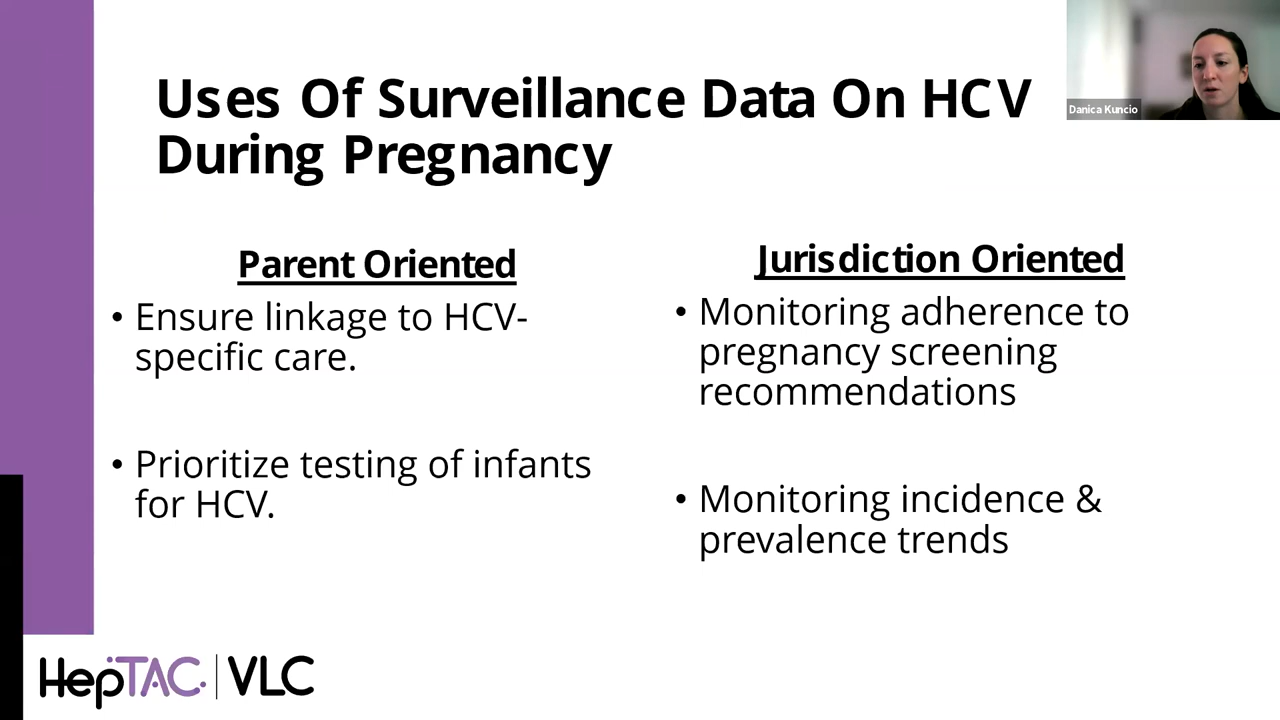 Uses Of Surveillance Data On HCV
During Pregnancy
Danica Kuncio
Parent Oriented
• Ensure linkage to HCV-
specific care.
• Prioritize testing of infants
for HCV.
Jurisdiction Oriented
• Monitoring adherence to
pregnancy screening
recommendations
• Monitoring incidence &
prevalence trends
HepTAC | VLC